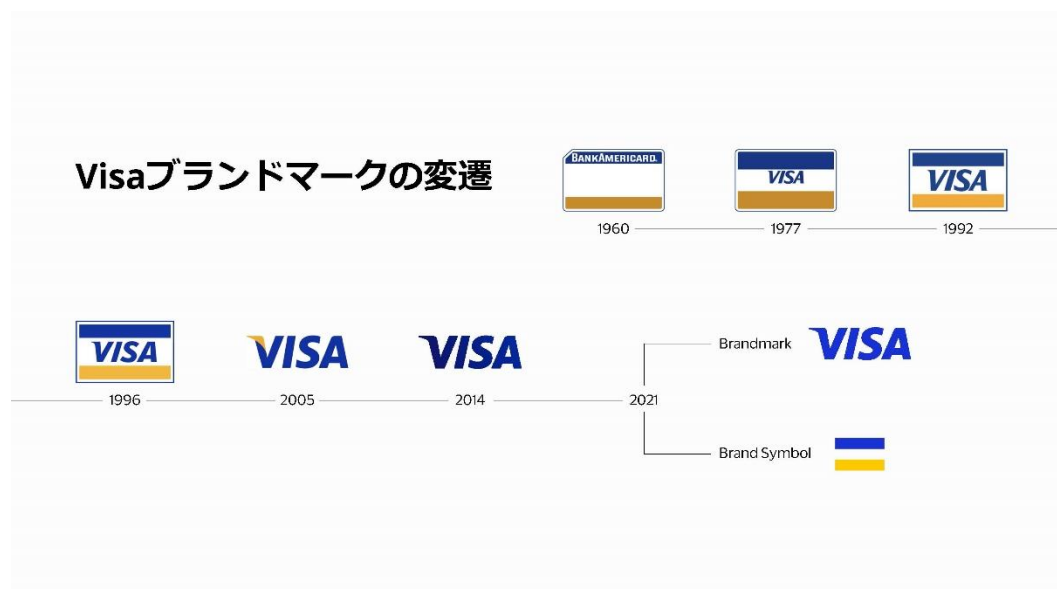 Visaブランドマークの変遷
BANKAMERICARD.
VISA
VISA
1960
1977
1992
VISA
VISA
VISA
1996
2005
2014
2021
Brandmark
VISA
Brand Symbol